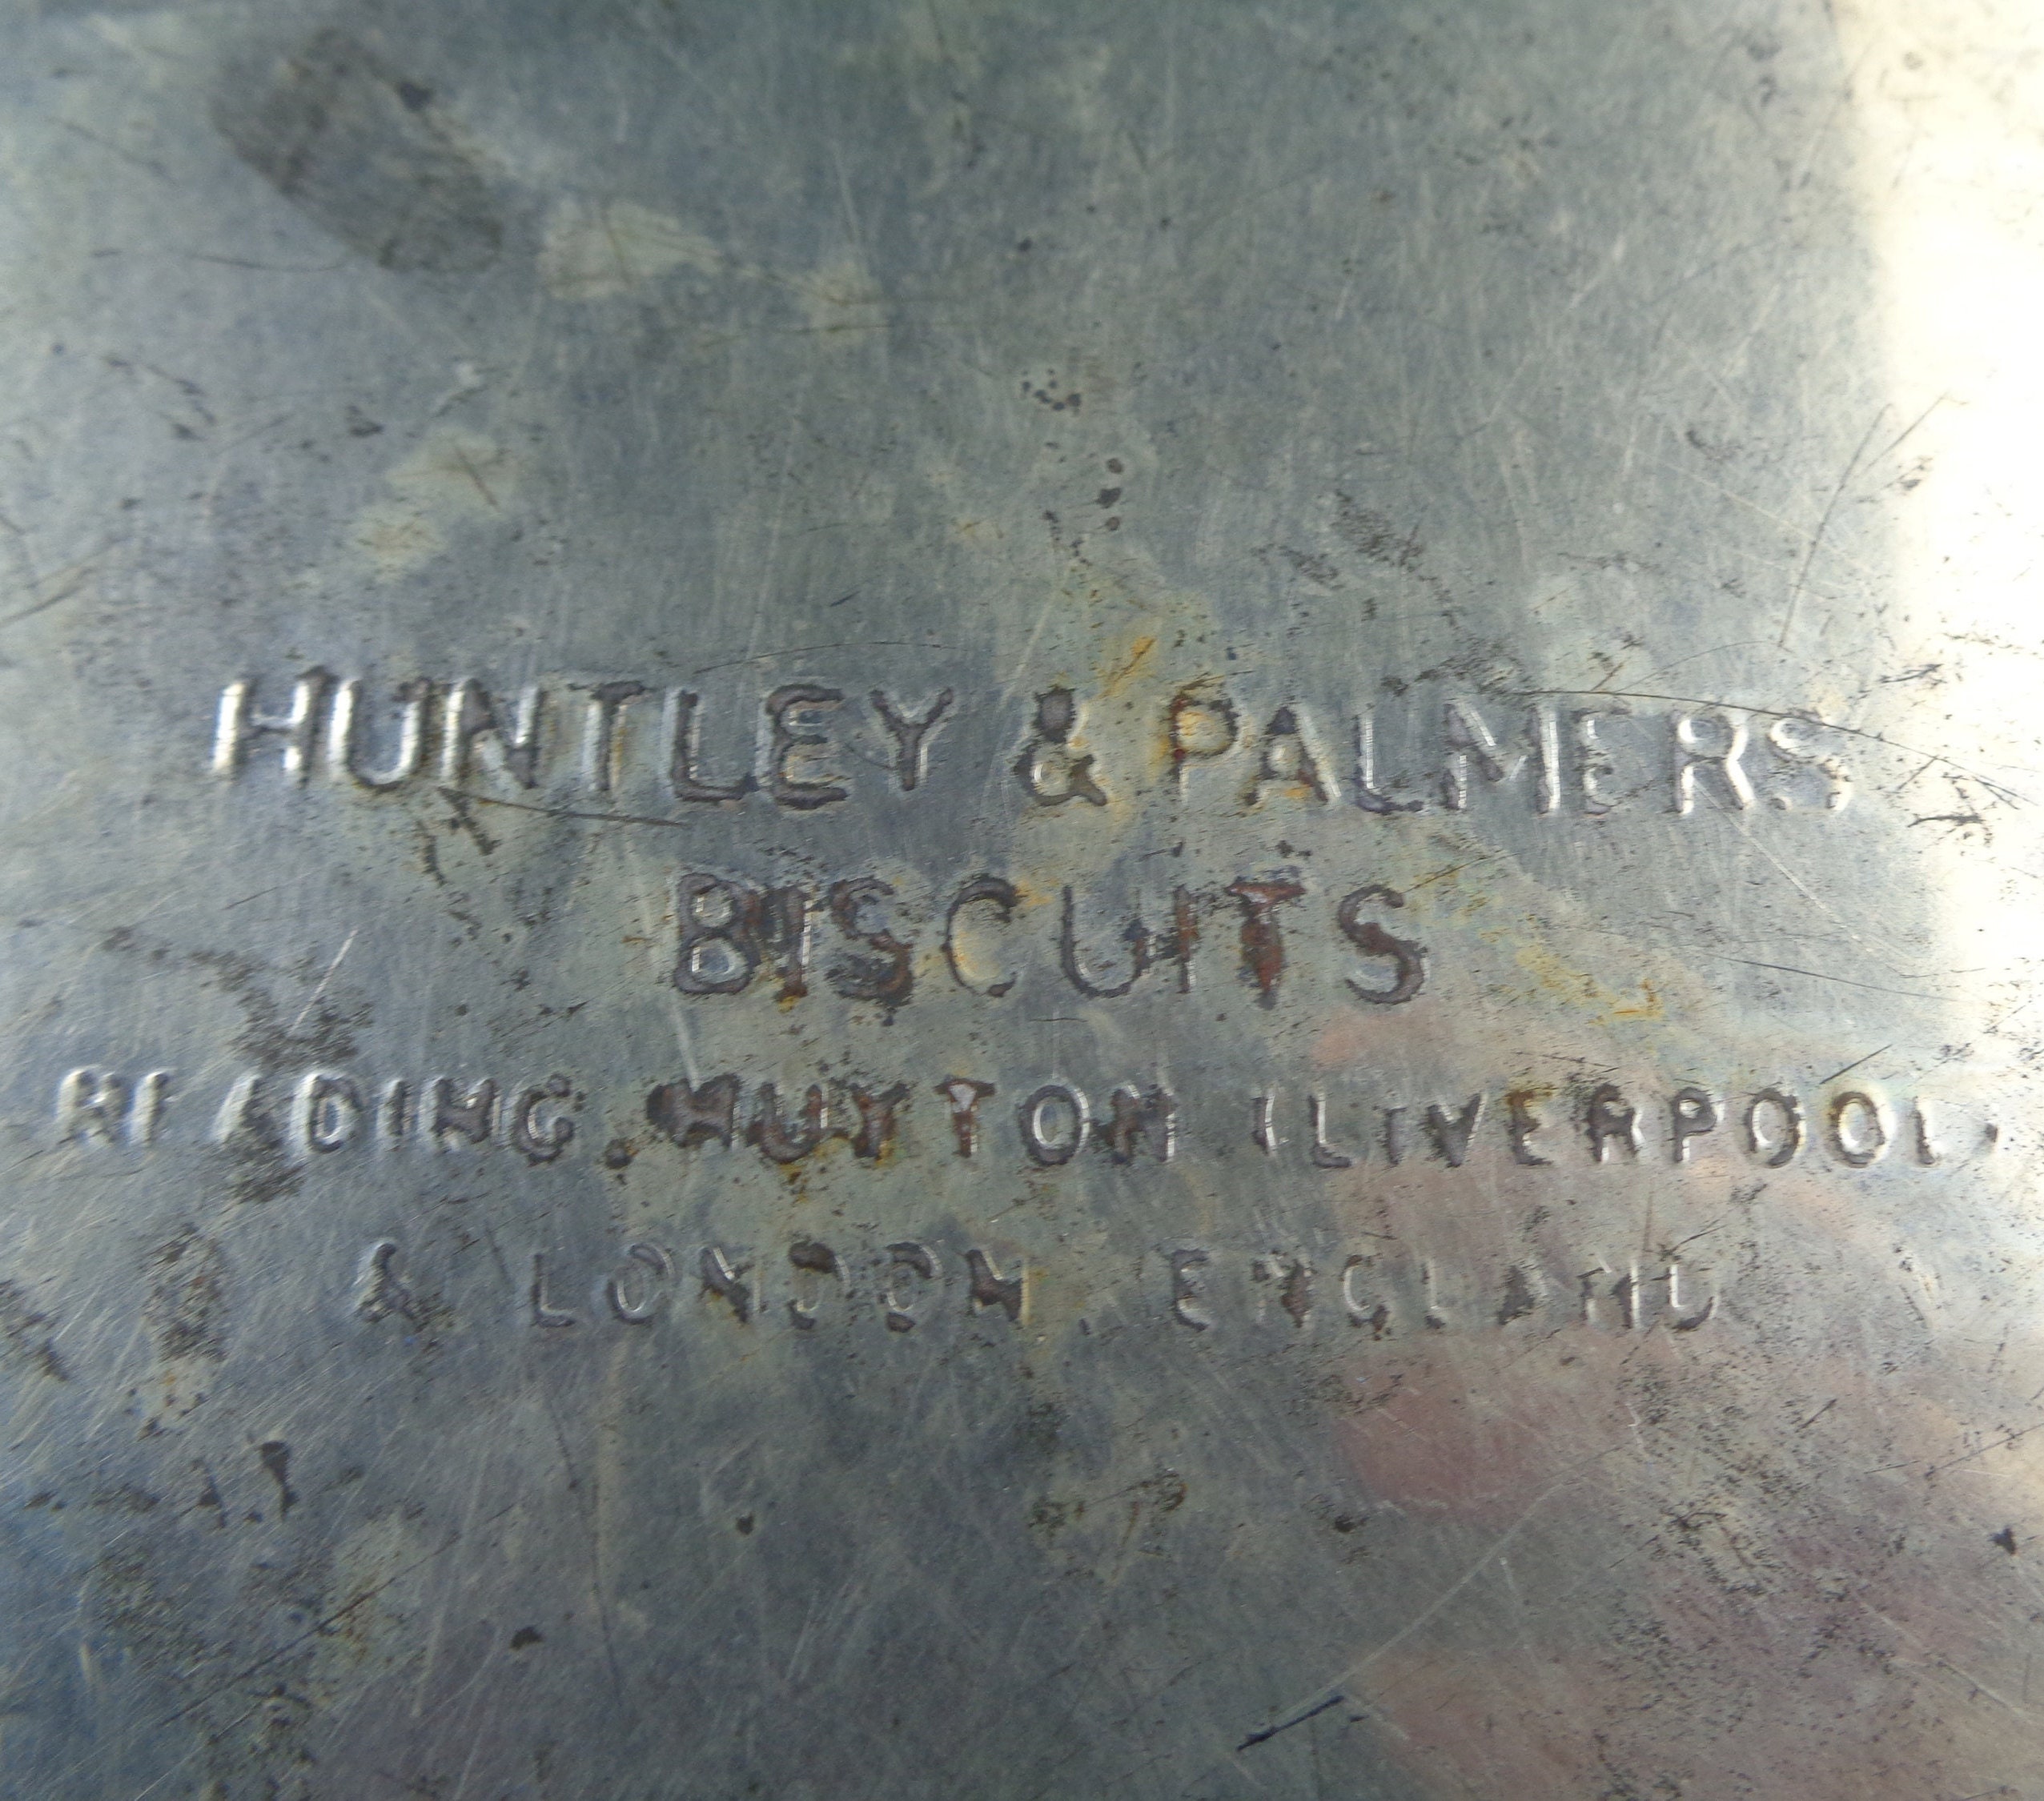 HUNTLEY & PALMERS
BISCUITS
READING. HUYTON (LIVERPOOL)
& LONDON, ENGLAND